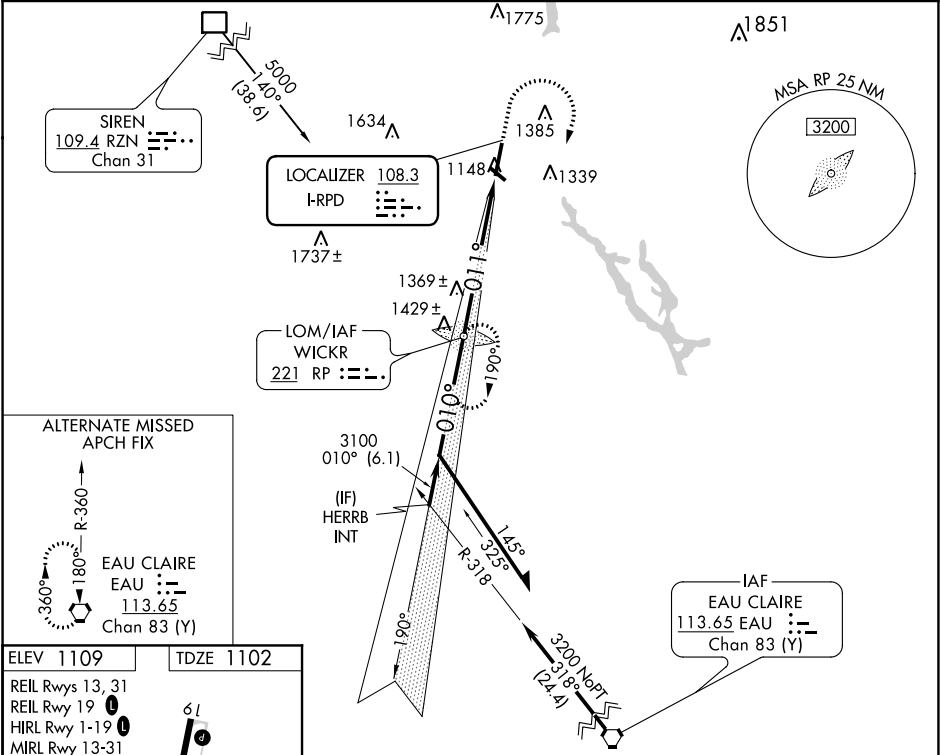 1775
1851
5000
140°
(38.6)
MSA RP 25 NM
3200
SIREN
109.4 RZN
Chan 31
1634
1385
LOCALIZER 108.3
I-RPD
1148
1339
1737 ±
011°
1369 ±
1429 ±
LOM/IAF
WICKR
221 RP
190°
010°
ALTERNATE MISSED
APCH FIX
R-360
360°
180°
EAU CLAIRE
EAU
113.65
Chan 83 (Y)
3100
010° (6.1)
(IF)
HERRB
INT
145°
325°
R-318
190°
3200 NoPT
318°
(24.4)
IAF
EAU CLAIRE
113.65 EAU
Chan 83 (Y)
ELEV 1109
TDZE 1102
REIL Rwys 13, 31
REIL Rwy 19 L
HIRL Rwy 1-19 L
MIRL Rwy 13-31
19
P